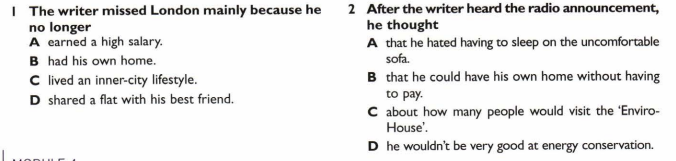 1 The writer missed London mainly because he
no longer
A earned a high salary.
B had his own home.
C lived an inner-city lifestyle.
D shared a flat with his best friend.
2 After the writer heard the radio announcement,
he thought
A that he hated having to sleep on the uncomfortable
sofa.
B that he could have his own home without having
to pay.
C about how many people would visit the 'Enviro-
House'.
D he wouldn't be very good at energy conservation.